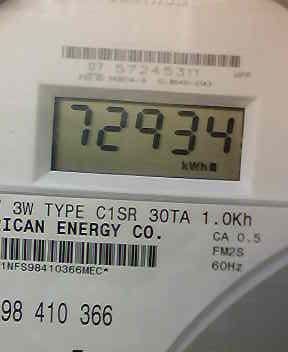 07 57245311
72934
kWh
3W TYPE C1SR 30TA 1.0Kh
RICAN ENERGY CO.
CA 0.5
FM2S
60Hz
1NFS98410366MEC*
98 410 366